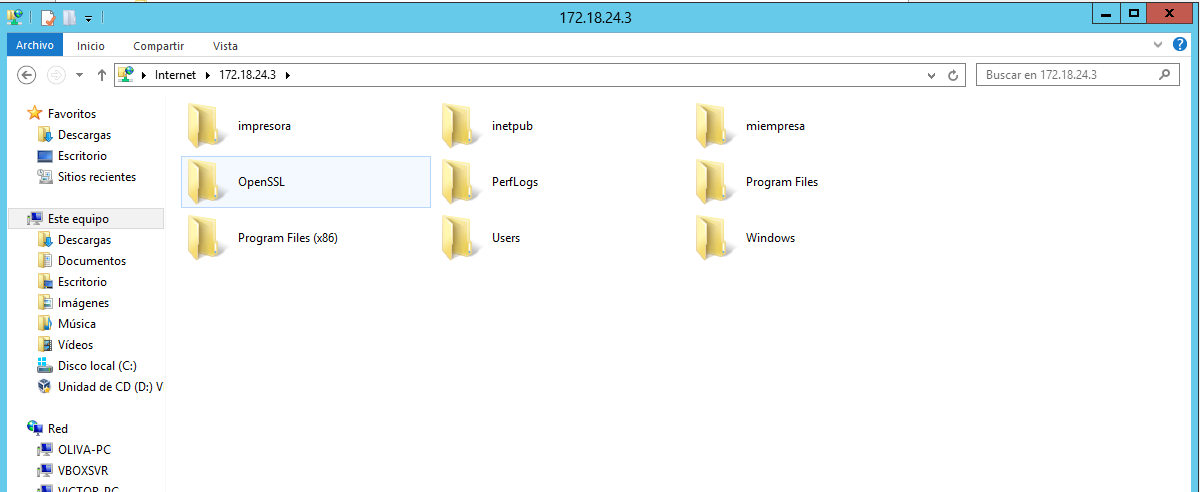 172.18.24.3
Archivo Inicio Compartir Vista
Internet 172.18.24.3
Buscar en 172.18.24.3
Favoritos
Descargas
Escritorio
Sitios recientes
Este equipo
Descargas
Documentos
Escritorio
Imágenes
Música
Vídeos
Disco local (C:)
Unidad de CD (D:) V
Red
OLIVA-PC
VBOXSVR
VICTOR-PC
impresora inetpub miempresa
OpenSSL PerfLogs Program Files
Program Files (x86) Users Windows